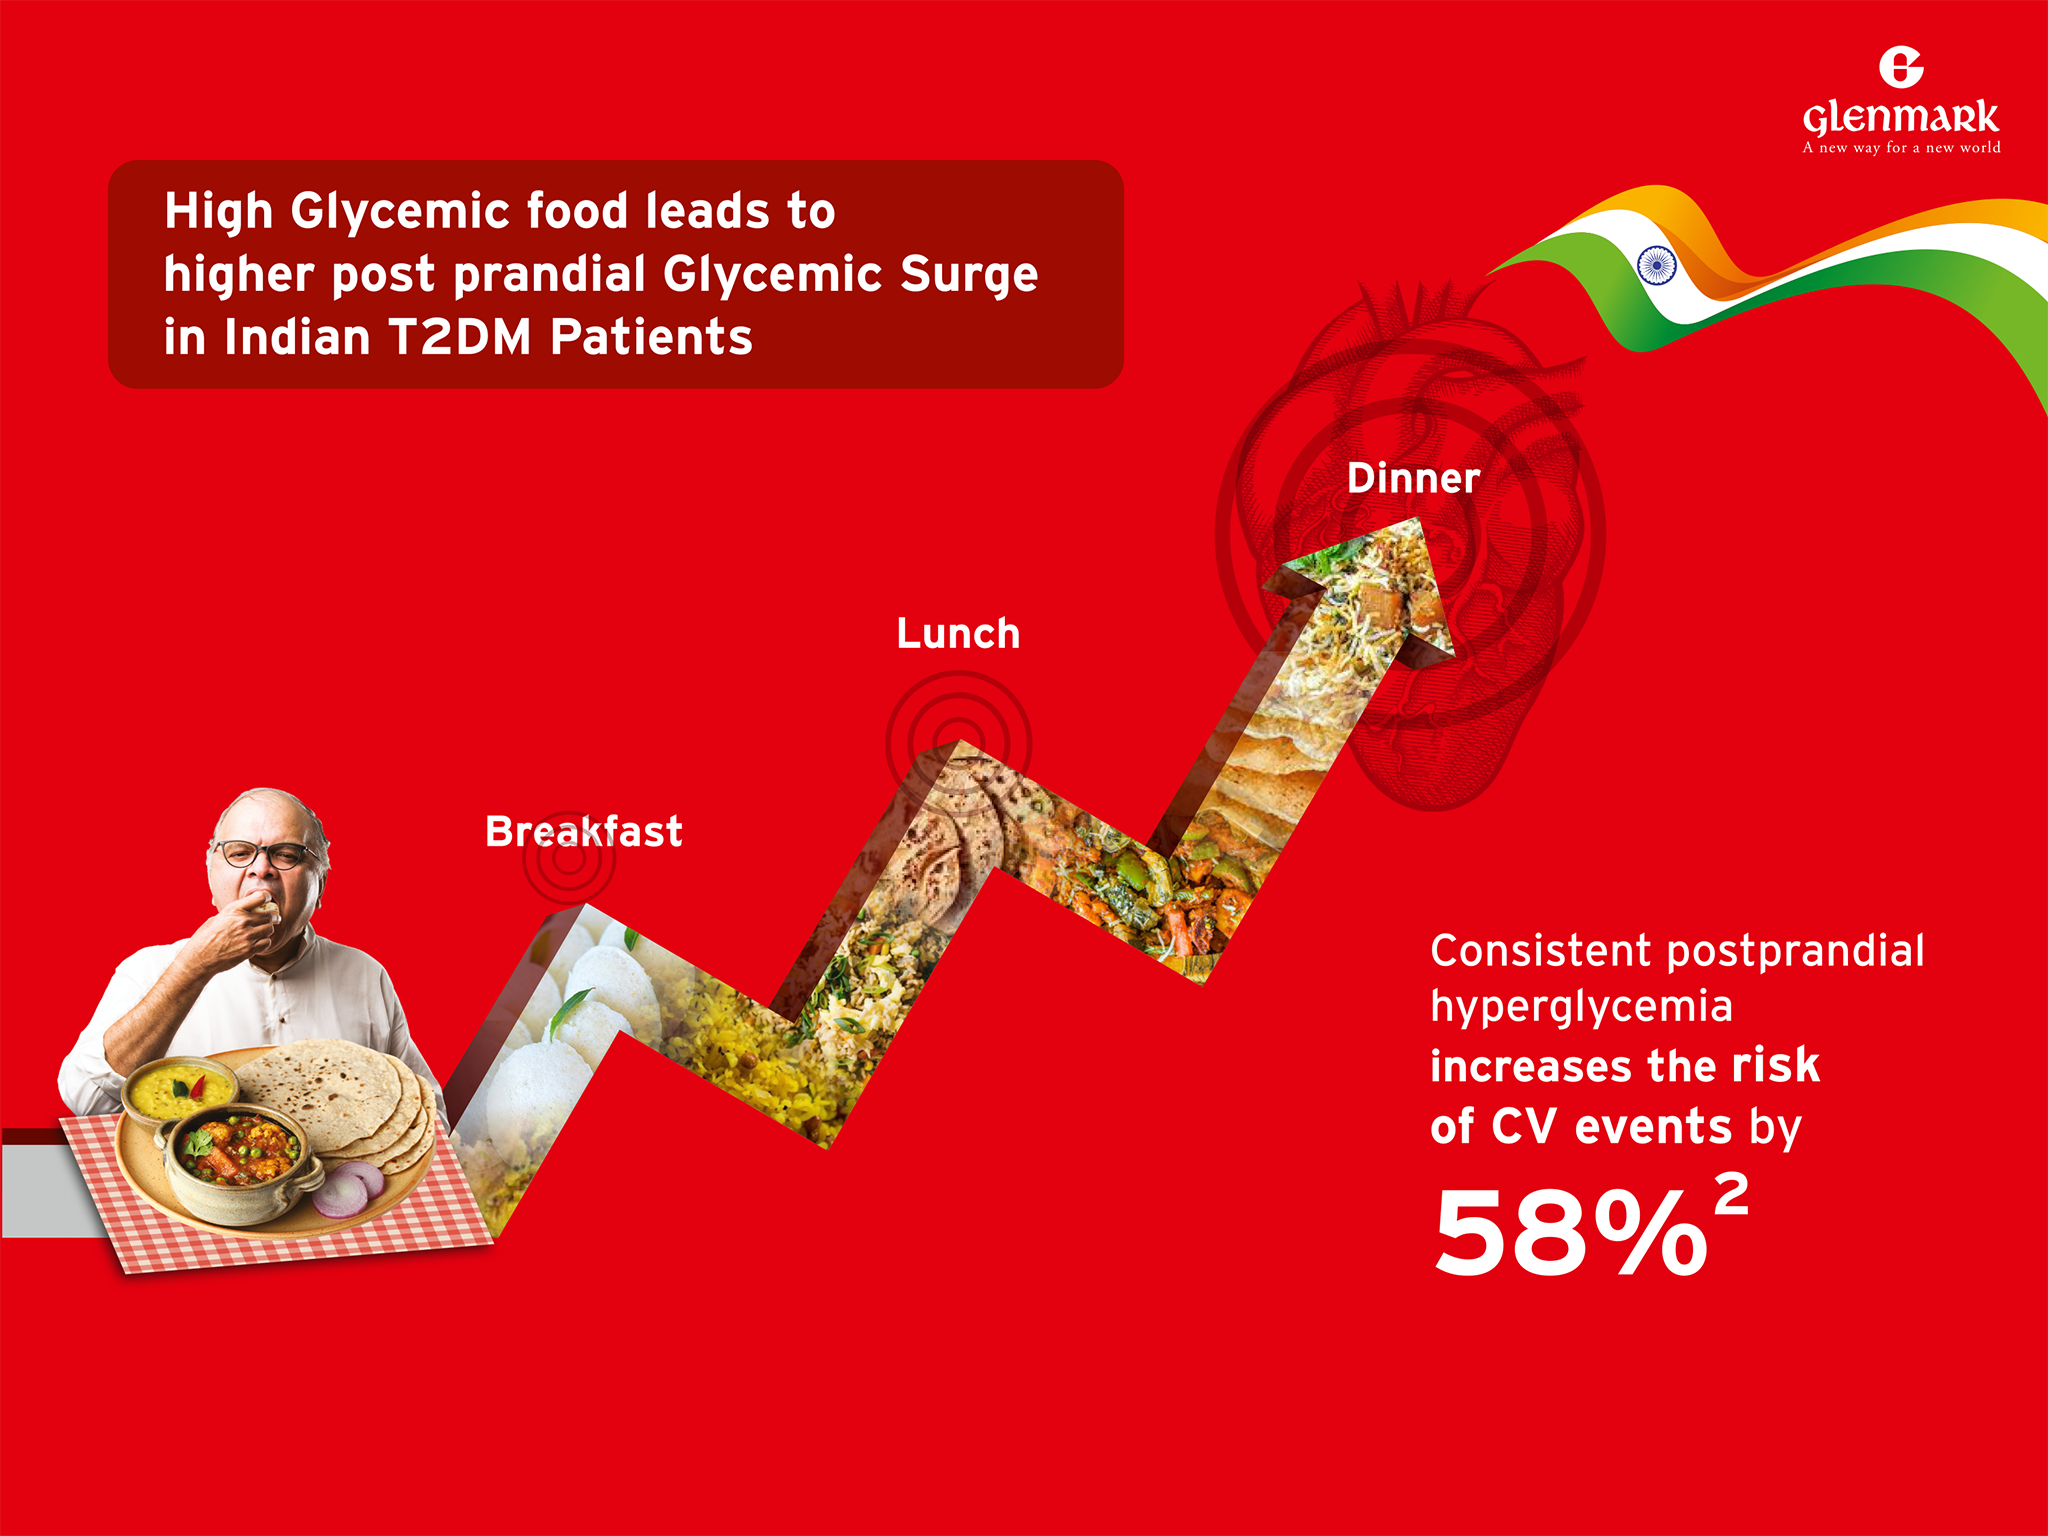 GLENMARK
A new way for a new world
High Glycemic food leads to
higher post prandial Glycemic Surge
in Indian T2DM Patients
Dinner
Lunch
Breakfast
Consistent postprandial
hyperglycemia
increases the risk
of CV events by
58%²